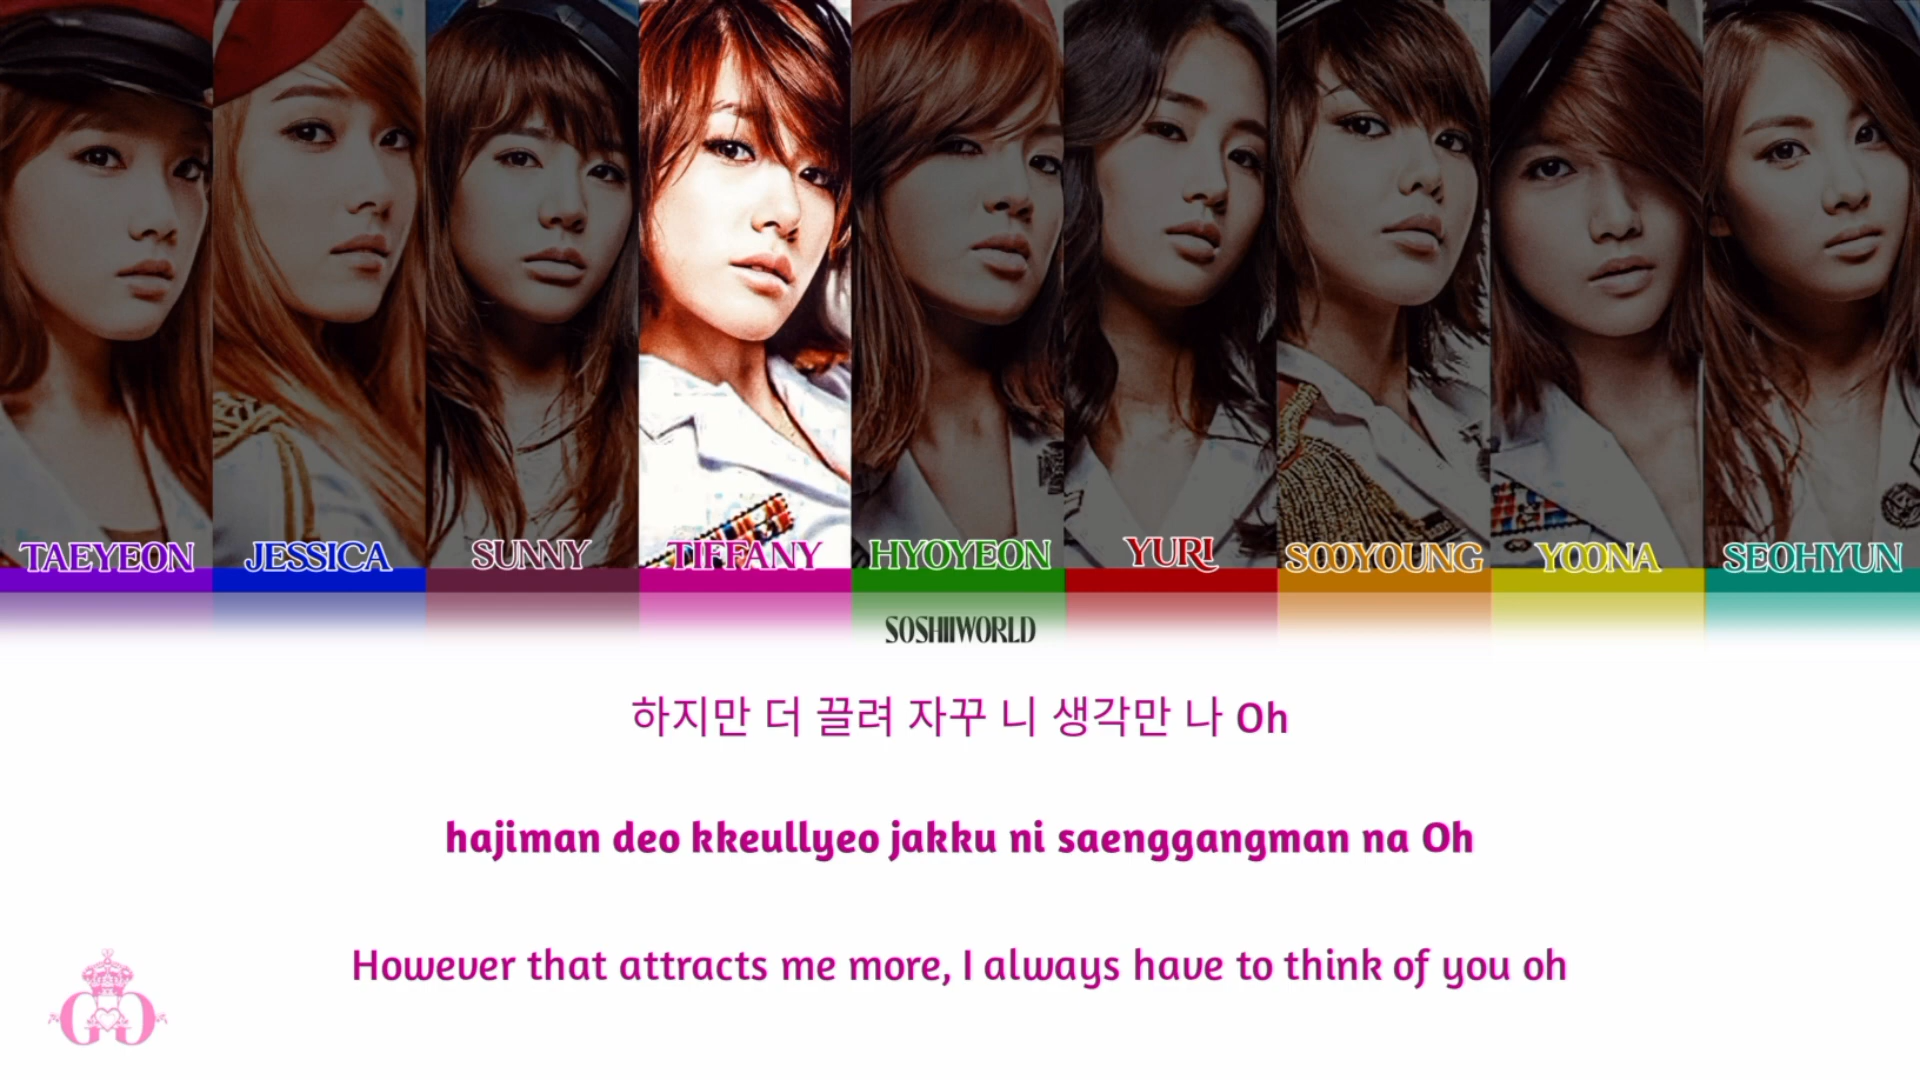 TAEYEON JESSICA SUNNY TIFFANY HYOYEON YURI SOOYOUNG YOONA SEOHYUN
SOSHIIWORLD
하지만 더 끌려 자꾸 니 생각만 나 Oh
hajiman deo kkeullyeo jakku ni saenggangman na Oh
However that attracts me more, I always have to think of you oh
GG